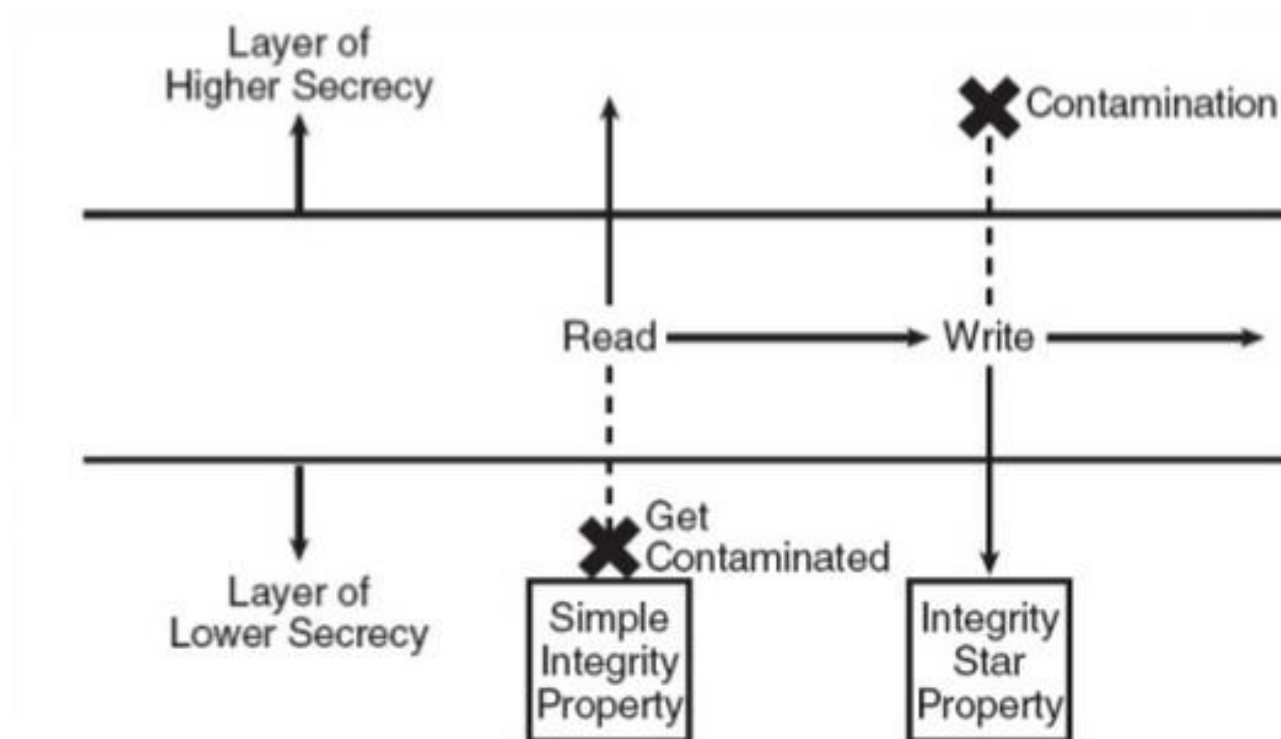 Layer of
Higher Secrecy
Contamination
Read
Write
Get
Contaminated
Layer of
Lower Secrecy
Simple
Integrity
Property
Integrity
Star
Property